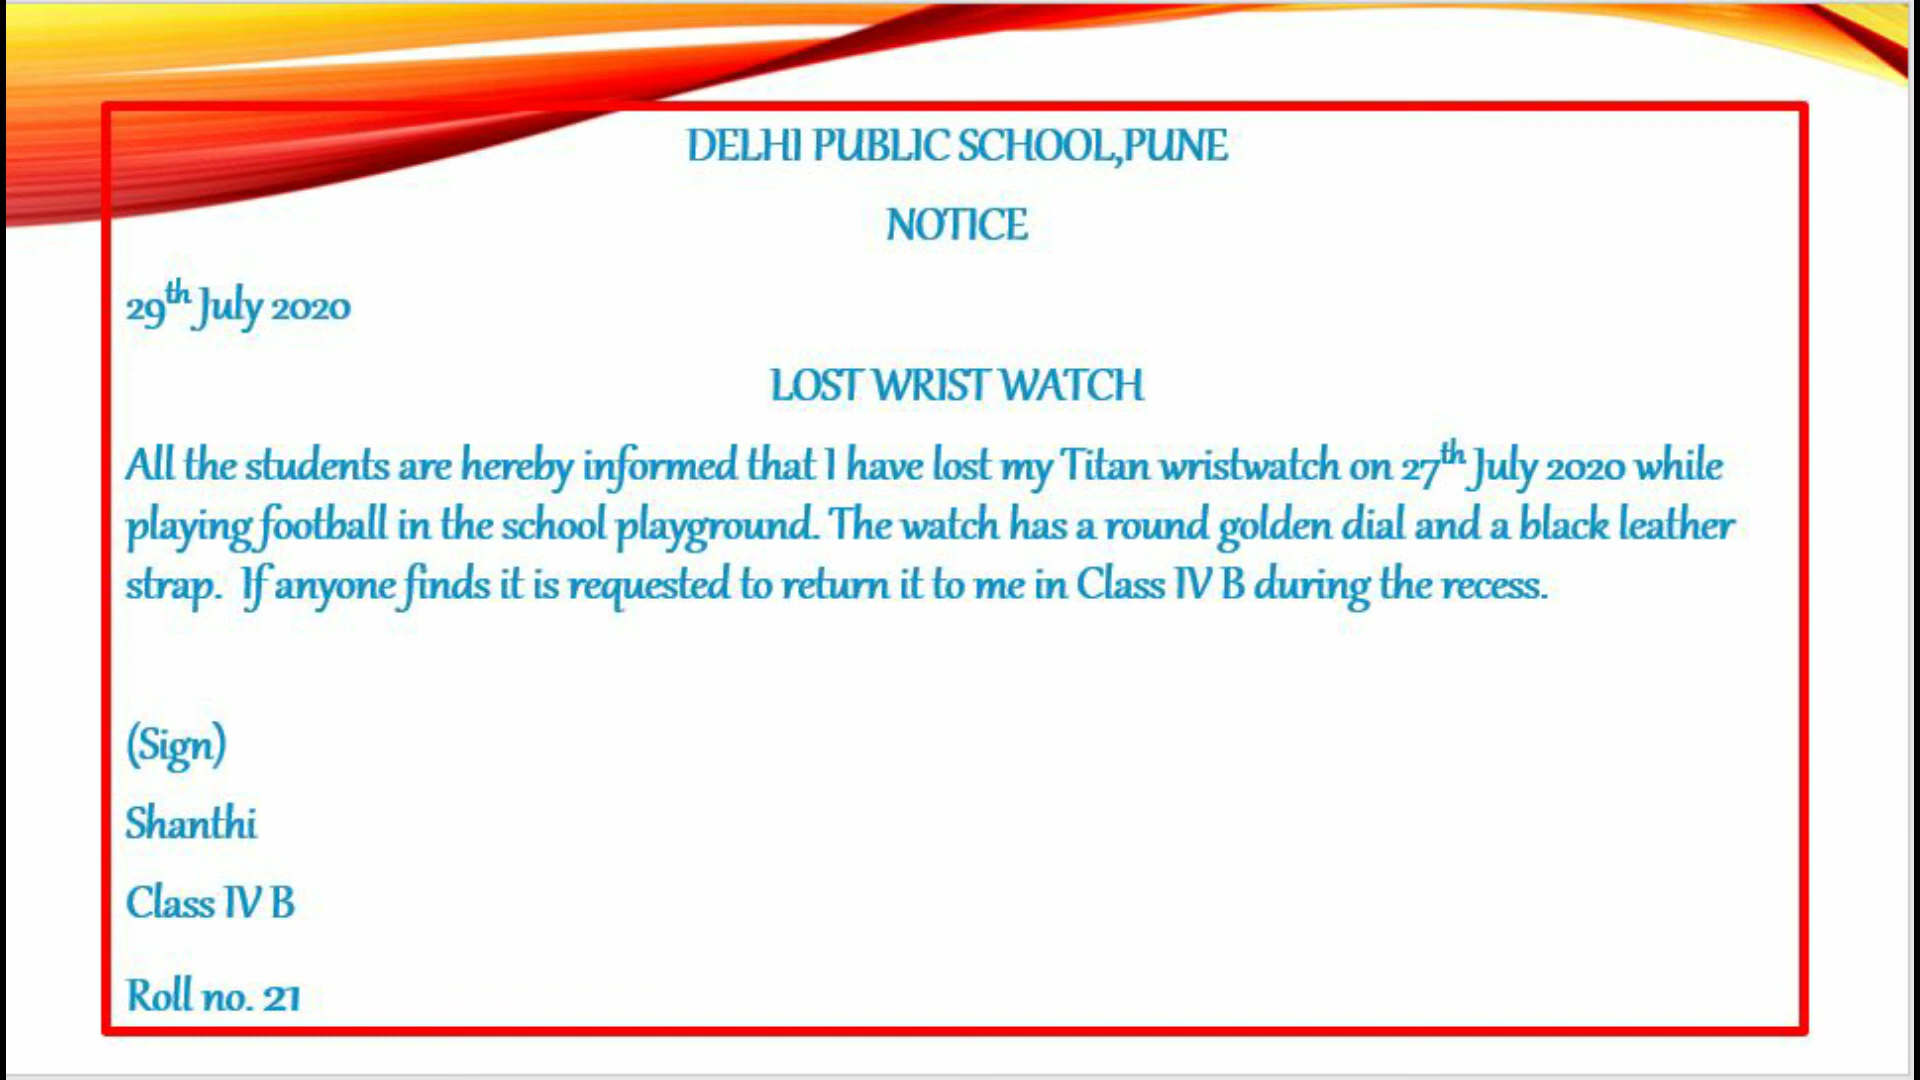 DELHI PUBLIC SCHOOL,PUNE
NOTICE
29th July 2020
LOST WRIST WATCH
All the students are hereby informed that I have lost my Titan wristwatch on 27th July 2020 while
playing football in the school playground. The watch has a round golden dial and a black leather
strap.  If anyone finds it is requested to return it to me in Class IV B during the recess.
(Sign)
Shanthi
Class IV B
Roll no. 21